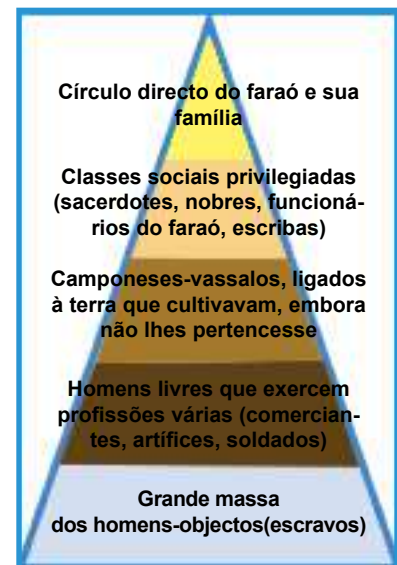 Círculo directo do faraó e sua
família
Classes sociais privilegiadas
(sacerdotes, nobres, funcioná-
rios do faraó, escribas)
Camponeses-vassalos, ligados
à terra que cultivavam, embora
não lhes pertencesse
Homens livres que exercem
profissões várias (comercian-
tes, artífices, soldados)
Grande massa
dos homens-objectos(escravos)